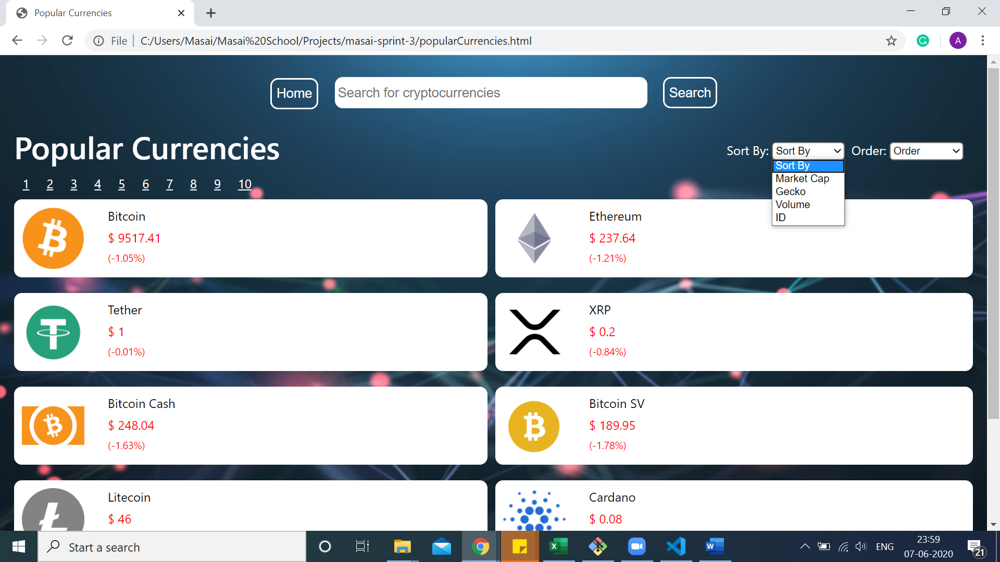 Popular Currencies
File
C:/Users/Masai/Masai%20School/Projects/masai-sprint-3/popularCurrencies.html
A
Home
Search for cryptocurrencies
Search
Popular Currencies
Sort By: Sort By Order: Order
Sort By
Market Cap
Gecko
Volume
ID
1 2 3 4 5 6 7 8 9 10
Bitcoin
$ 9517.41
(-1.05%)
Ethereum
$ 237.64
(-1.21%)
Tether
$ 1
(-0.01%)
XRP
$ 0.2
(-0.84%)
Bitcoin Cash
$ 248.04
(-1.63%)
Bitcoin SV
$ 189.95
(-1.78%)
Litecoin
$ 46
Cardano
$ 0.08
Start a search
ENG
23:59
07-06-2020
21